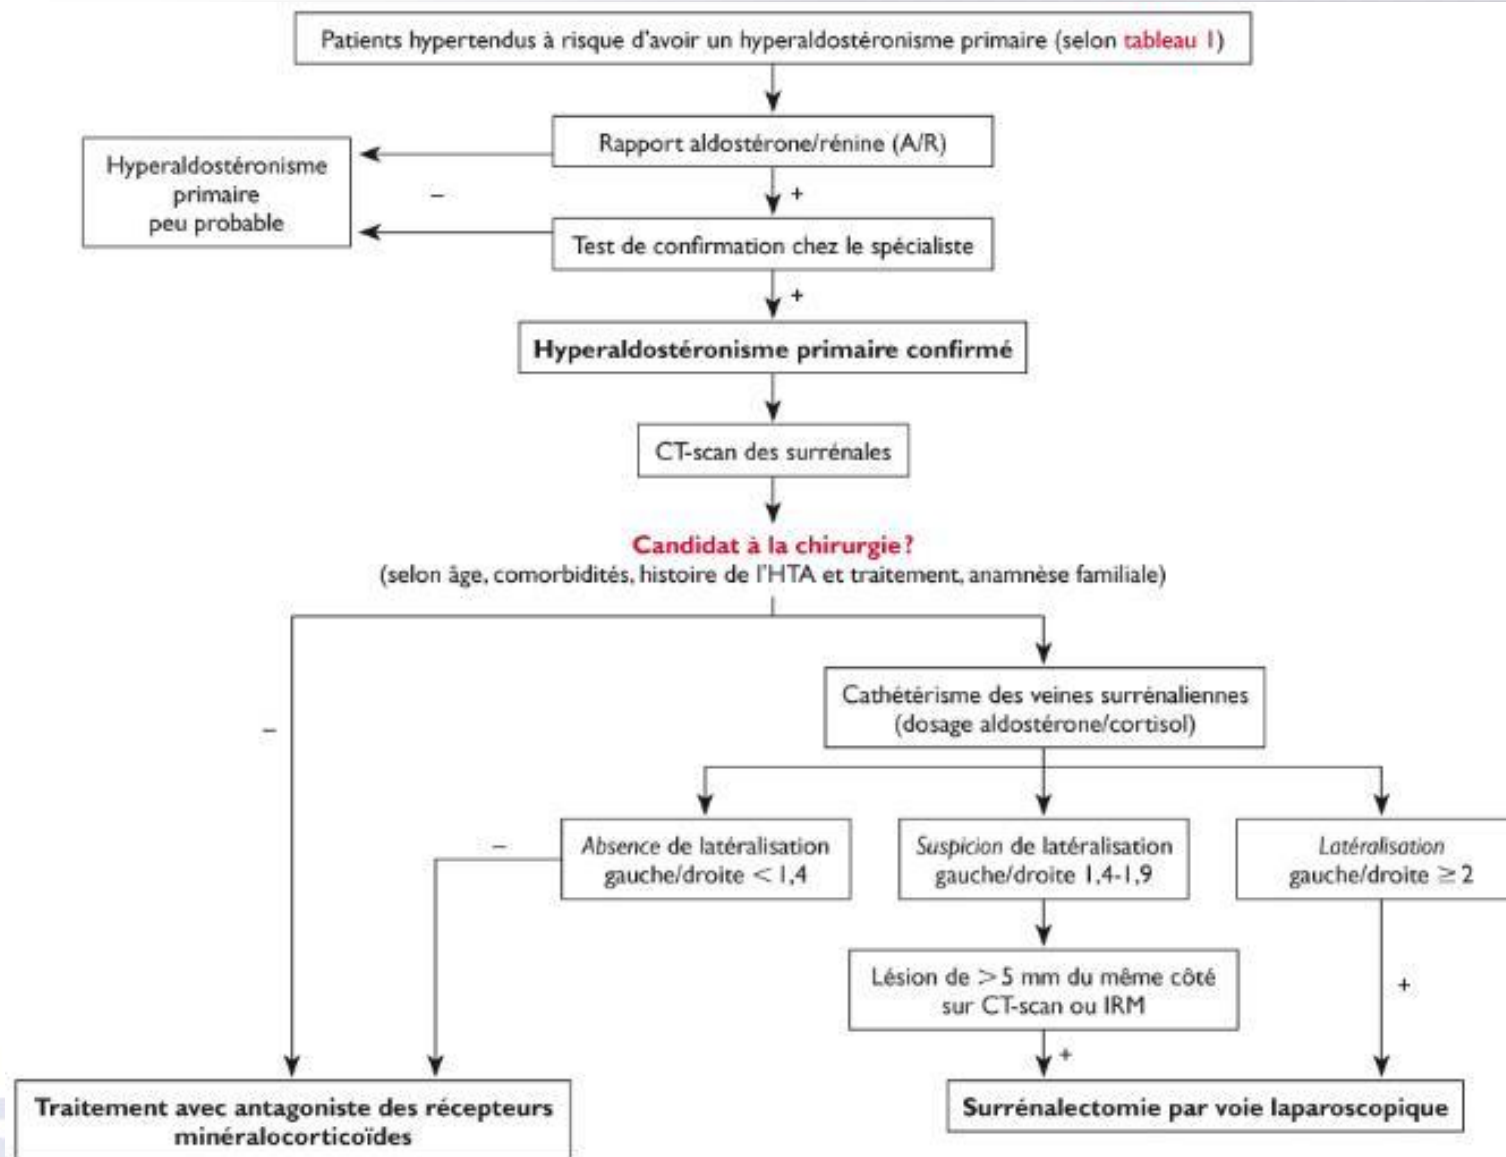 Patients hypertendus à risque d'avoir un hyperaldostéronisme primaire (selon tableau 1)
Rapport aldostérone/rénine (A/R)
Hyperaldostéronisme
primaire
peu probable
–
+
Test de confirmation chez le spécialiste
+
Hyperaldostéronisme primaire confirmé
CT-scan des surrénales
Candidat à la chirurgie?
(selon âge, comorbidités, histoire de l'HTA et traitement, anamnèse familiale)
Cathétérisme des veines surrénaliennes
(dosage aldostérone/cortisol)
–
–
Absence de latéralisation
gauche/droite < 1,4
Suspicion de latéralisation
gauche/droite 1,4-1,9
Latéralisation
gauche/droite ≥ 2
Lésion de > 5 mm du même côté
sur CT-scan ou IRM
+
+
Traitement avec antagoniste des récepteurs
minéralocorticoïdes
Surrénalectomie par voie laparoscopique